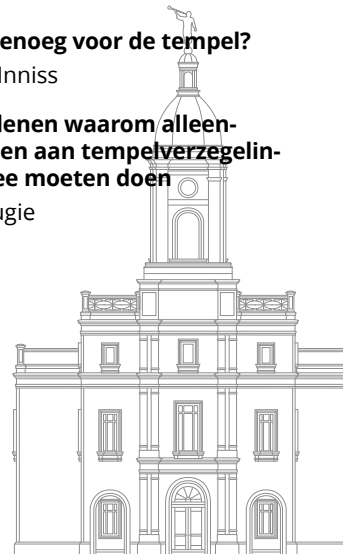 enoeg voor de tempel?
Inniss
lenen waarom alleen-
en aan tempelverzegelin-
ee moeten doen
ugie